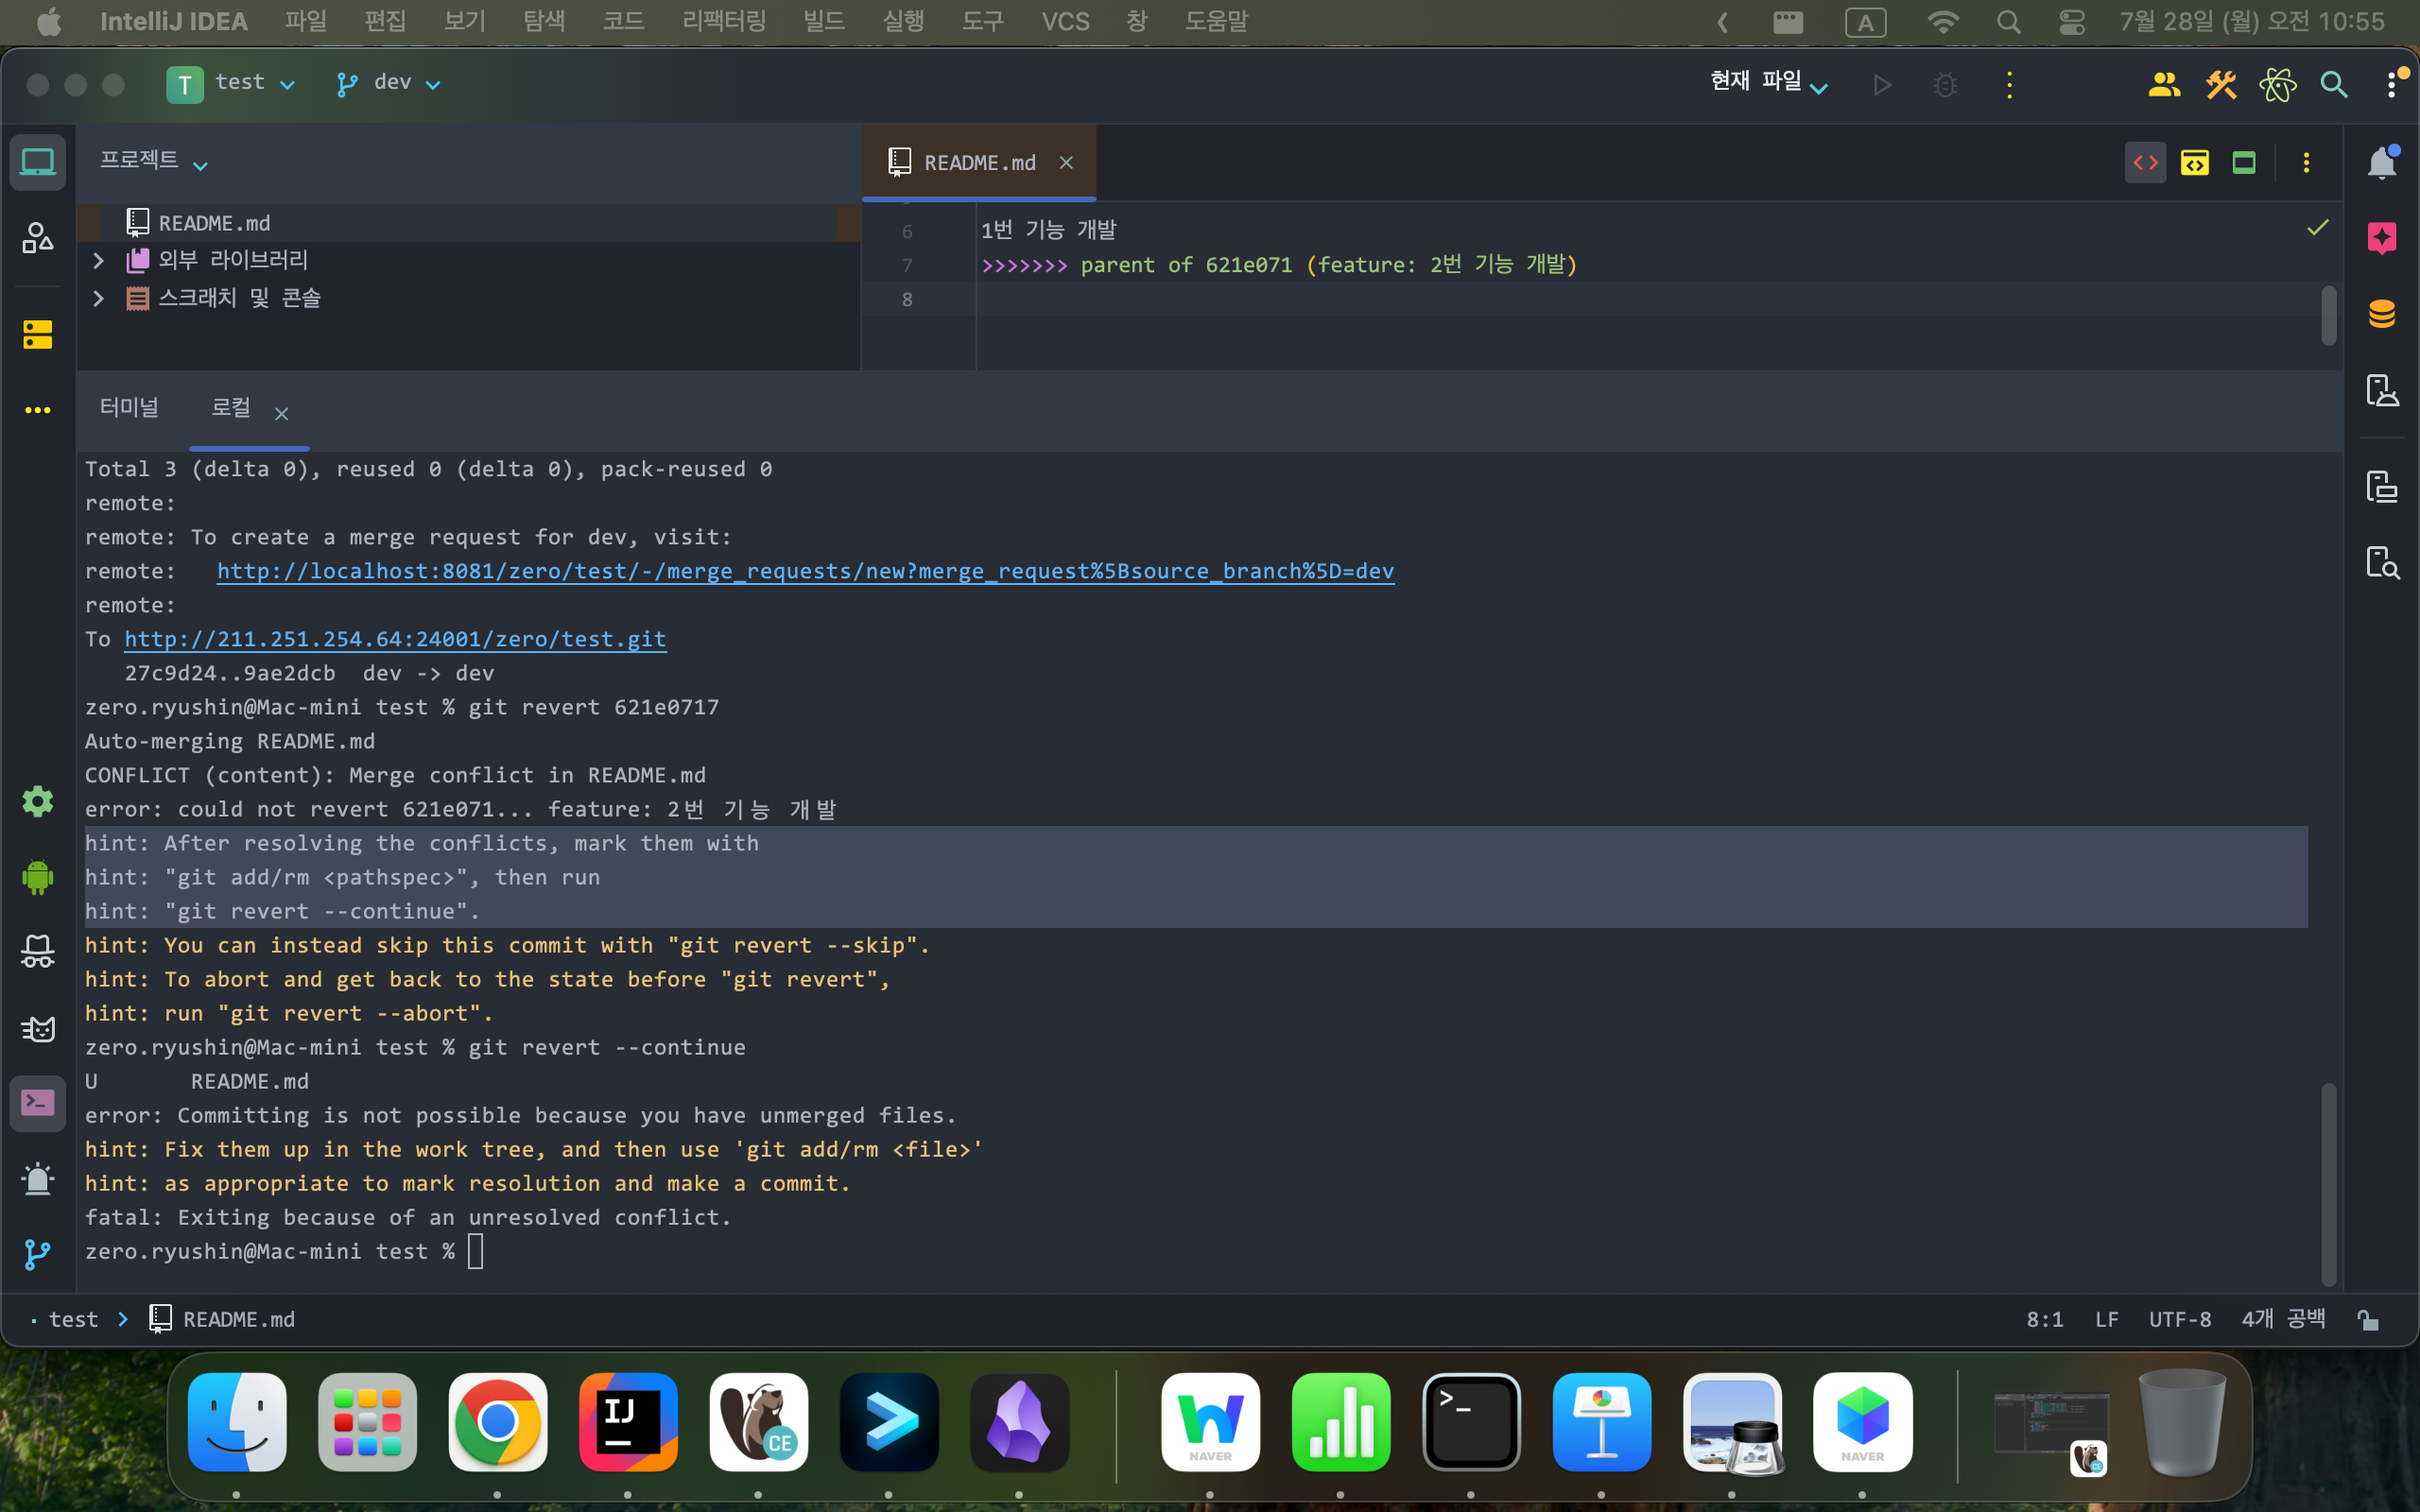 IntelliJ IDEA 파일 편집 보기 탐색 코드 리팩터링 빌드 실행 도구 VCS 창 도움말 A 7월 28일 (월) 오전 10:55
T test dev 현재 파일
프로젝트 README.md
README.md
외부 라이브러리
스크래치 및 콘솔
6 1번 기능 개발
7 >>>>>>> parent of 621e071 (feature: 2번 기능 개발)
8
터미널 로컬
Total 3 (delta 0), reused 0 (delta 0), pack-reused 0
remote:
remote: To create a merge request for dev, visit:
remote:   http://localhost:8081/zero/test/-/merge_requests/new?merge_request%5Bsource_branch%5D=dev
remote:
To http://211.251.254.64:24001/zero/test.git
   27c9d24..9ae2dcb  dev -> dev
zero.ryushin@Mac-mini test % git revert 621e0717
Auto-merging README.md
CONFLICT (content): Merge conflict in README.md
error: could not revert 621e071... feature: 2번 기능 개발
hint: After resolving the conflicts, mark them with
hint: "git add/rm <pathspec>", then run
hint: "git revert --continue".
hint: You can instead skip this commit with "git revert --skip".
hint: To abort and get back to the state before "git revert",
hint: run "git revert --abort".
zero.ryushin@Mac-mini test % git revert --continue
U       README.md
error: Committing is not possible because you have unmerged files.
hint: Fix them up in the work tree, and then use 'git add/rm <file>'
hint: as appropriate to mark resolution and make a commit.
fatal: Exiting because of an unresolved conflict.
zero.ryushin@Mac-mini test %
test > README.md 8:1 LF UTF-8 4개 공백
IJ CE W NAVER >_ NAVER CE